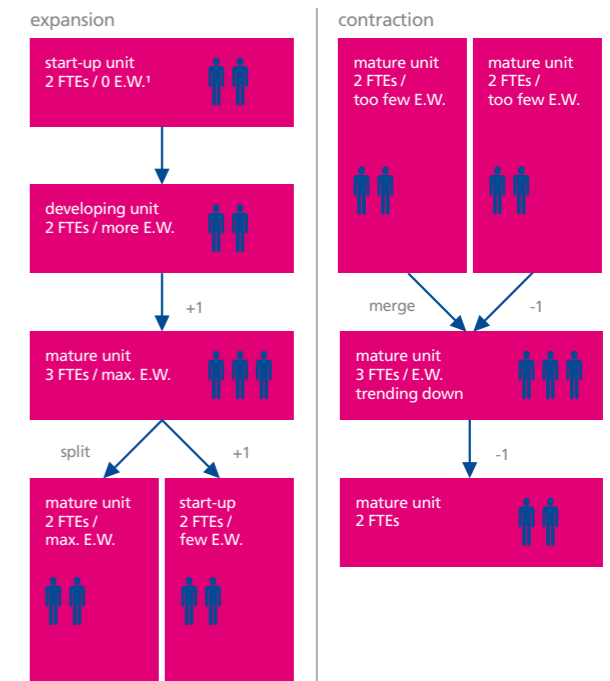 expansion
start-up unit
2 FTEs / 0 E.W.¹
developing unit
2 FTEs / more E.W.
+1
mature unit
3 FTEs / max. E.W.
split
+1
mature unit
2 FTEs /
max. E.W.
start-up
2 FTEs /
few E.W.
contraction
mature unit
2 FTEs /
too few E.W.
mature unit
2 FTEs /
too few E.W.
merge
-1
mature unit
3 FTEs / E.W.
trending down
-1
mature unit
2 FTEs